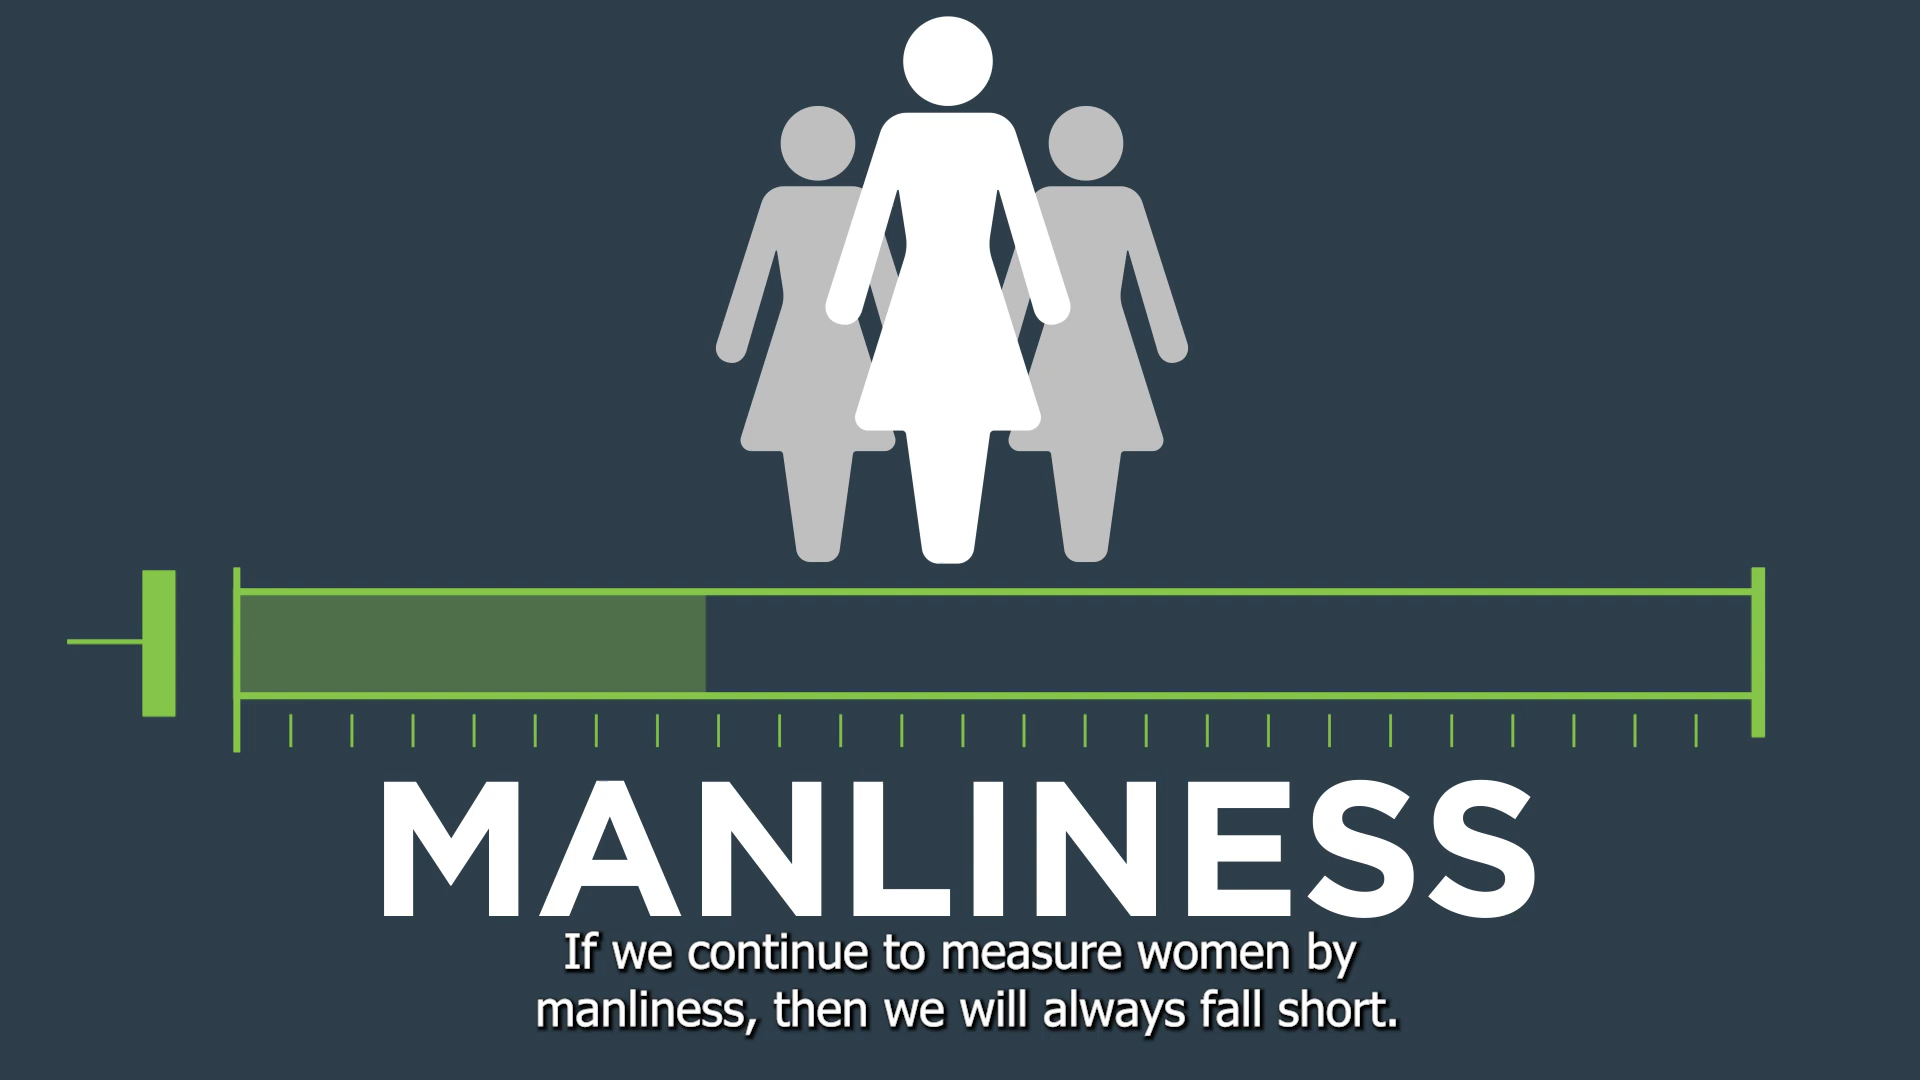 MANLINESS
If we continue to measure women by
manliness, then we will always fall short.